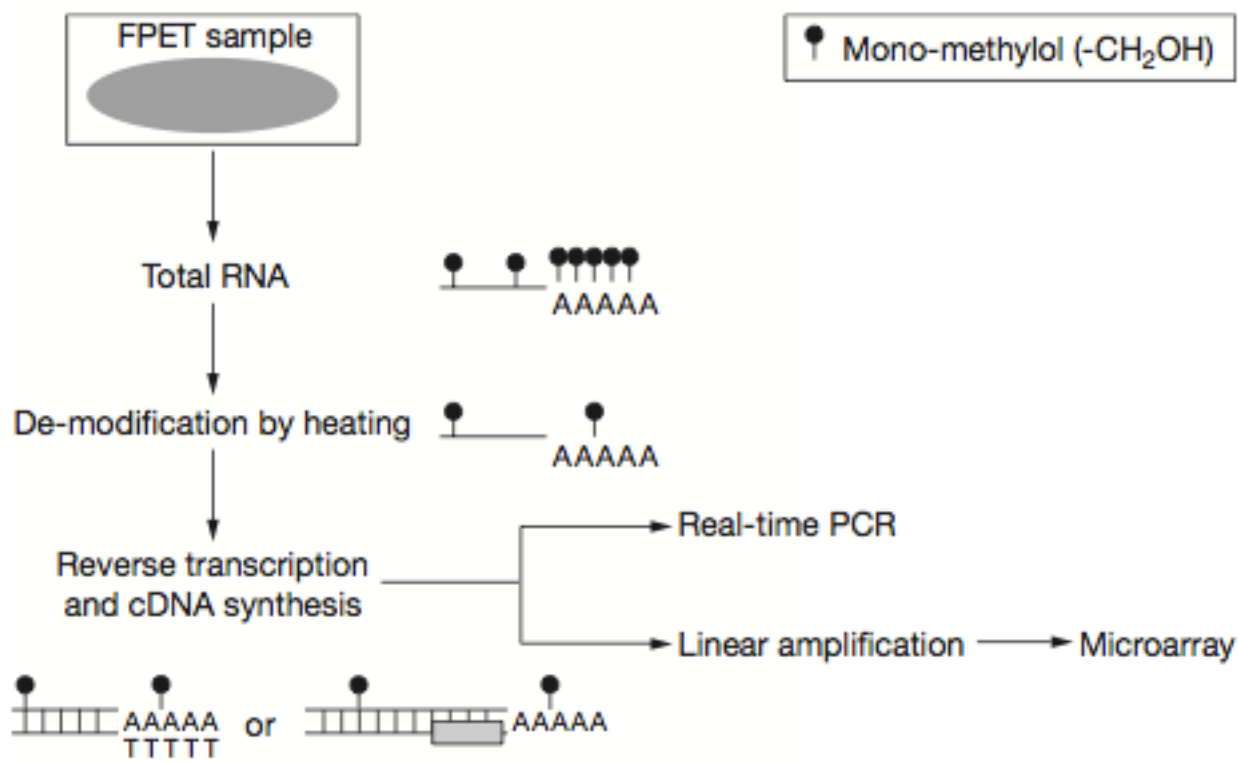 FPET sample
Mono-methylol (-CH₂OH)
Total RNA
AAAAA
De-modification by heating
AAAAA
Real-time PCR
Reverse transcription
and cDNA synthesis
Linear amplification
Microarray
AAAAA
TTTTT
or
AAAAA